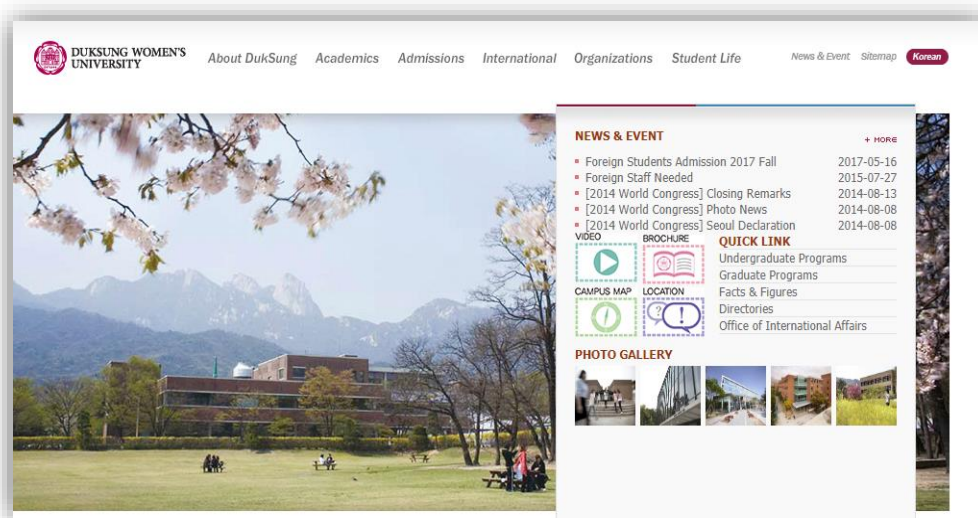 DUKSUNG WOMEN'S
UNIVERSITY
About DukSung Academics Admissions International Organizations Student Life
News & Event Sitemap Korean
NEWS & EVENT
+ MORE
Foreign Students Admission 2017 Fall 2017-05-16
Foreign Staff Needed 2015-07-27
[2014 World Congress] Closing Remarks 2014-08-13
[2014 World Congress] Photo News 2014-08-08
[2014 World Congress] Seoul Declaration 2014-08-08
VIDEO BROCHURE
CAMPUS MAP LOCATION
QUICK LINK
Undergraduate Programs
Graduate Programs
Facts & Figures
Directories
Office of International Affairs
PHOTO GALLERY